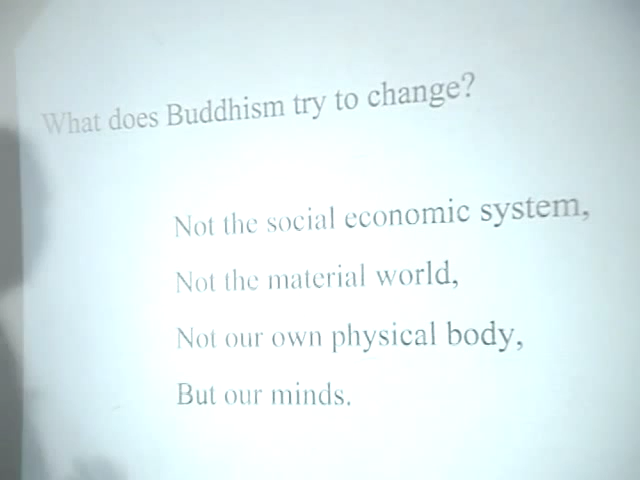 What does Buddhism try to change?
Not the social economic system,
Not the material world,
Not our own physical body,
But our minds.